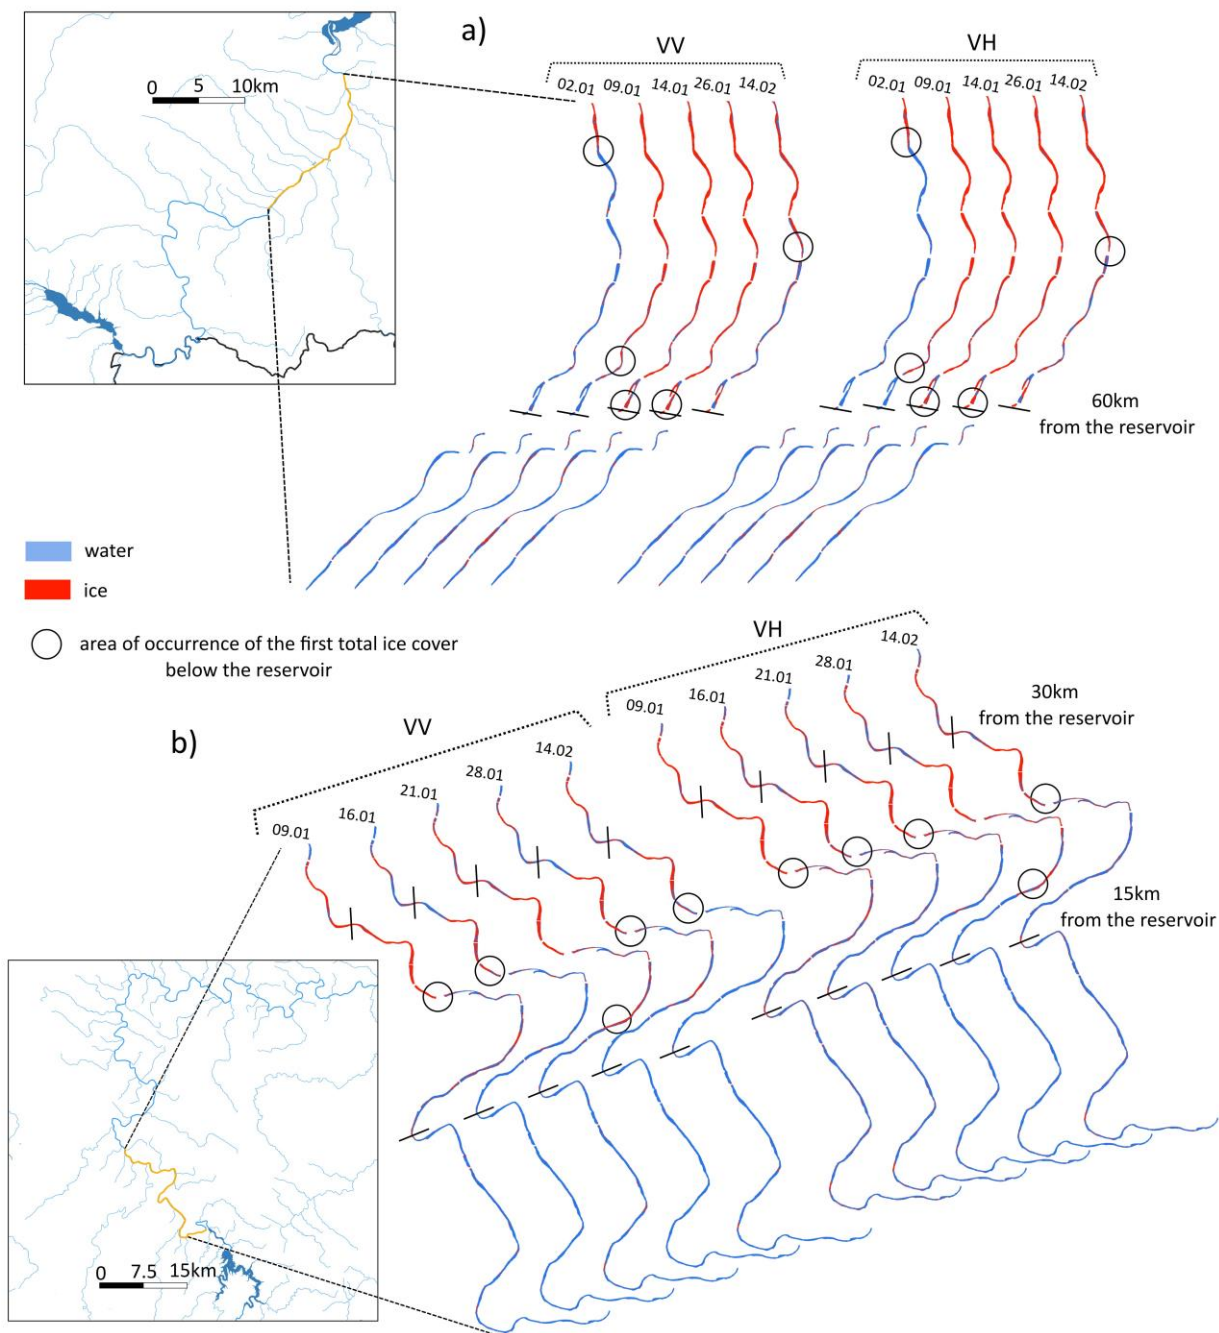 a)
VV
VH
0 5 10km
02.01 09.01 14.01 26.01 14.02
02.01 09.01 14.01 26.01 14.02
60km
from the reservoir
water
ice
area of occurrence of the first total ice cover
below the reservoir
b)
VV
VH
09.01 16.01 21.01 28.01 14.02
09.01 16.01 21.01 28.01 14.02
30km
from the reservoir
15km
from the reservoir
0 7.5 15km